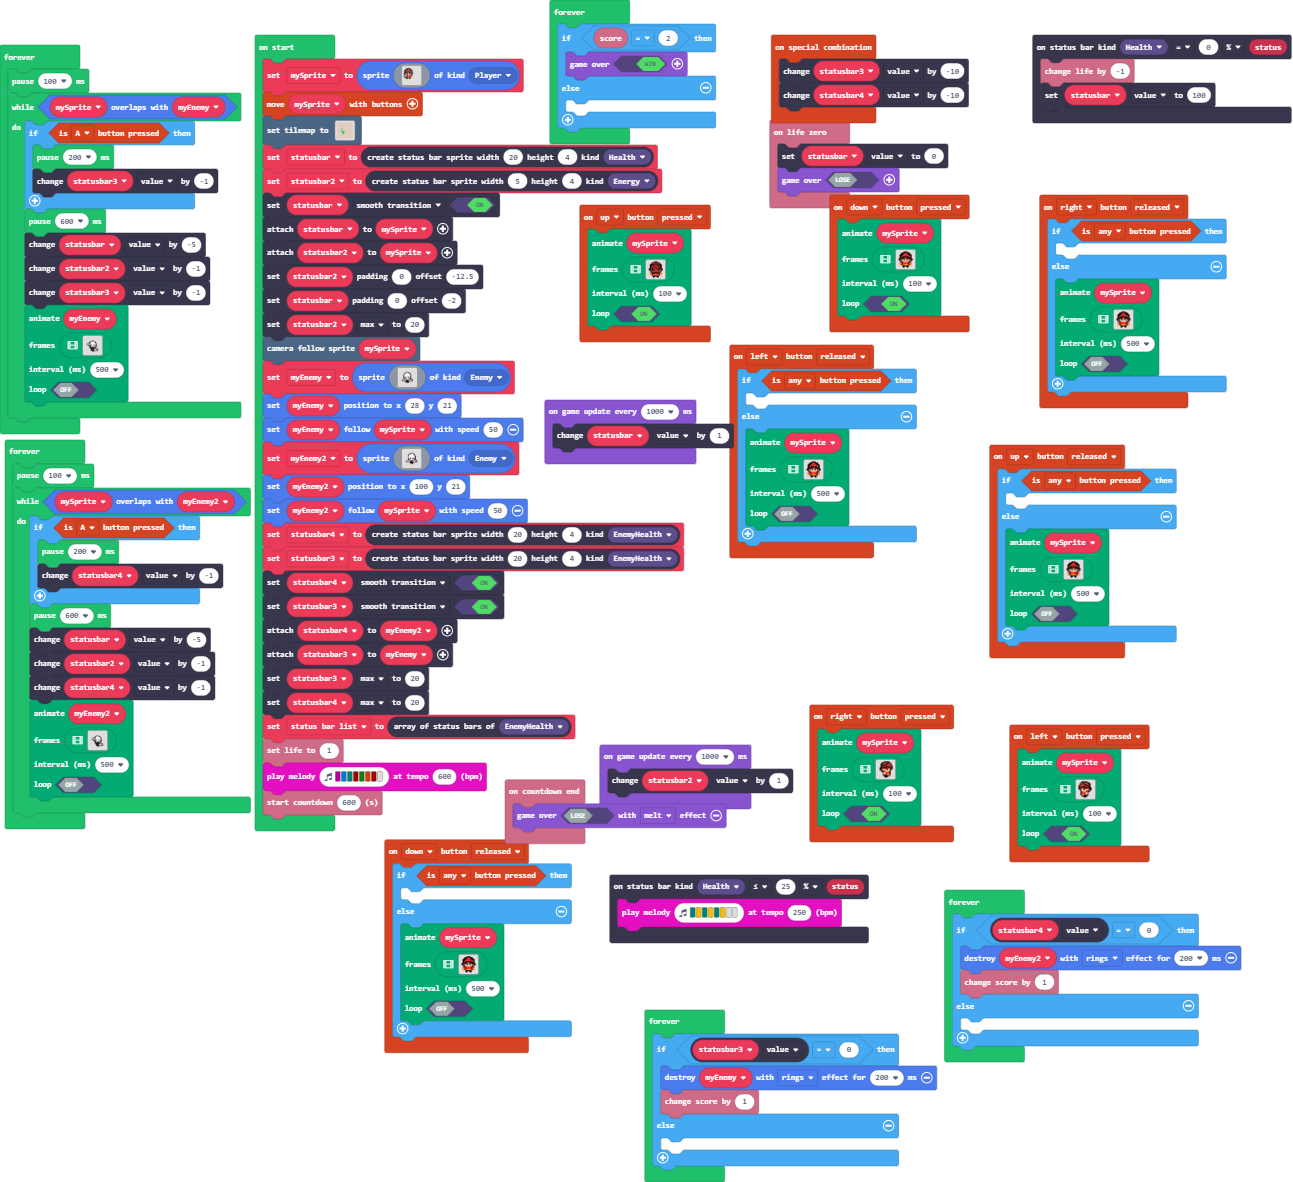 forever
pause 100 ms
while mySprite overlaps with myEnemy
do if is A button pressed then
pause 200 ms
change statusbar3 value by -1
pause 600 ms
change statusbar value by -5
change statusbar2 value by -1
change statusbar3 value by -1
animate myEnemy
frames
interval (ms) 500
loop OFF
forever
pause 100 ms
while mySprite overlaps with myEnemy2
do if is A button pressed then
pause 200 ms
change statusbar4 value by -1
pause 600 ms
change statusbar value by -5
change statusbar2 value by -1
change statusbar4 value by -1
animate myEnemy2
frames
interval (ms) 500
loop OFF
on start
set mySprite to sprite of kind Player
move mySprite with buttons
set tilemap to
set statusbar to create status bar sprite width 20 height 4 kind Health
set statusbar2 to create status bar sprite width 5 height 4 kind Energy
set statusbar smooth transition ON
attach statusbar to mySprite
attach statusbar2 to mySprite
set statusbar2 padding 0 offset -12.5
set statusbar padding 0 offset -2
set statusbar2 max to 20
camera follow sprite mySprite
set myEnemy to sprite of kind Enemy
set myEnemy position to x 28 y 21
set myEnemy follow mySprite with speed 50
set myEnemy2 to sprite of kind Enemy
set myEnemy2 position to x 100 y 21
set myEnemy2 follow mySprite with speed 50
set statusbar4 to create status bar sprite width 20 height 4 kind EnemyHealth
set statusbar3 to create status bar sprite width 20 height 4 kind EnemyHealth
set statusbar4 smooth transition ON
set statusbar3 smooth transition ON
attach statusbar4 to myEnemy2
attach statusbar3 to myEnemy
set statusbar3 max to 20
set statusbar4 max to 20
set status bar list to array of status bars of EnemyHealth
set life to 1
play melody at tempo 600 (bpm)
start countdown 600 (s)
forever
if score = 2 then
game over WIN
else
on special combination
change statusbar3 value by -10
change statusbar4 value by -10
on life zero
set statusbar value to 0
game over LOSE
on status bar kind Health = 0 % status
change life by -1
set statusbar value to 100
on up button pressed
animate mySprite
frames
interval (ms) 100
loop ON
on down button pressed
animate mySprite
frames
interval (ms) 100
loop ON
on right button released
if is any button pressed then
else
animate mySprite
frames
interval (ms) 500
loop OFF
on left button released
if is any button pressed then
else
animate mySprite
frames
interval (ms) 500
loop OFF
on game update every 1000 ms
change statusbar value by 1
on up button released
if is any button pressed then
else
animate mySprite
frames
interval (ms) 500
loop OFF
on right button pressed
animate mySprite
frames
interval (ms) 100
loop ON
on left button pressed
animate mySprite
frames
interval (ms) 100
loop ON
on game update every 1000 ms
change statusbar2 value by 1
on countdown end
game over LOSE with melt effect
on down button released
if is any button pressed then
else
animate mySprite
frames
interval (ms) 500
loop OFF
on status bar kind Health ≤ 25 % status
play melody at tempo 250 (bpm)
forever
if statusbar4 value = 0 then
destroy myEnemy2 with rings effect for 200 ms
change score by 1
else
forever
if statusbar3 value = 0 then
destroy myEnemy with rings effect for 200 ms
change score by 1
else